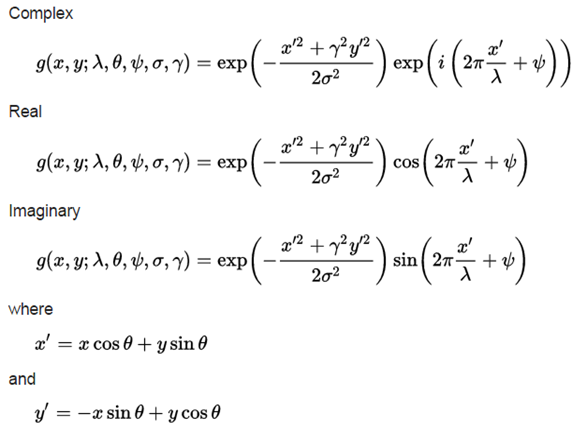 Complex
g(x, y; λ, θ, ψ, σ, γ) = exp(−(x′² + γ²y′²)/(2σ²)) exp(i(2π x′/λ + ψ))
Real
g(x, y; λ, θ, ψ, σ, γ) = exp(−(x′² + γ²y′²)/(2σ²)) cos(2π x′/λ + ψ)
Imaginary
g(x, y; λ, θ, ψ, σ, γ) = exp(−(x′² + γ²y′²)/(2σ²)) sin(2π x′/λ + ψ)
where
x′ = x cos θ + y sin θ
and
y′ = −x sin θ + y cos θ